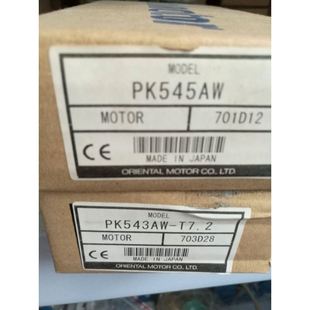 MODEL
PK545AW
MOTOR 701D12
CE
MADE IN JAPAN
ORIENTAL MOTOR CO. LTD.
MODEL
PK543AW-T7.2
MOTOR 703D28
CE
MADE IN JAPAN
ORIENTAL MOTOR CO. LTD.